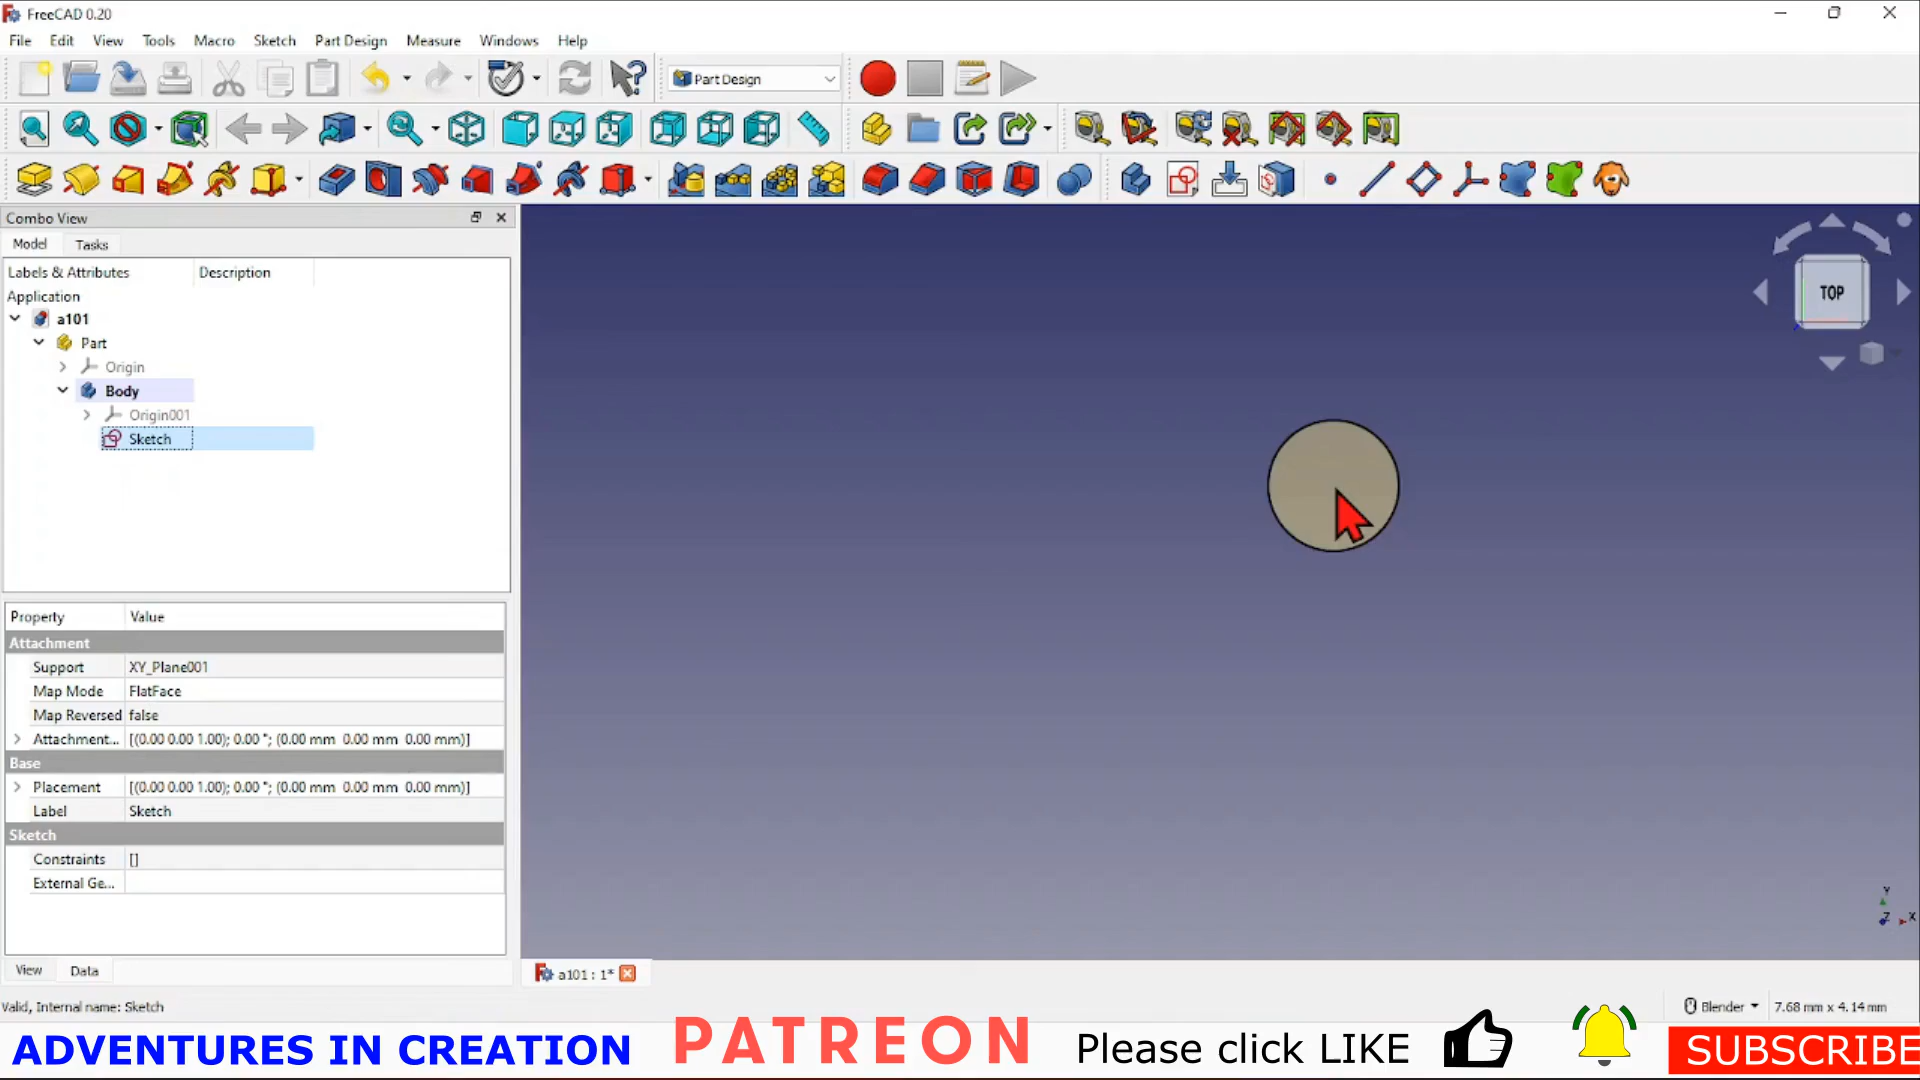 FreeCAD 0.20
File Edit View Tools Macro Sketch Part Design Measure Windows Help
Part Design
Combo View
Model Tasks
Labels & Attributes Description
Application
a101
Part
Origin
Body
Origin001
Sketch
TOP
Property Value
Attachment
Support XY_Plane001
Map Mode FlatFace
Map Reversed false
Attachment... [(0.00 0.00 1.00); 0.00 °; (0.00 mm 0.00 mm 0.00 mm)]
Base
Placement [(0.00 0.00 1.00); 0.00 °; (0.00 mm 0.00 mm 0.00 mm)]
Label Sketch
Sketch
Constraints []
External Ge...
Y
Z X
View Data
a101 : 1*
Valid, Internal name: Sketch
Blender 7.68 mm x 4.14 mm
ADVENTURES IN CREATION PATREON Please click LIKE SUBSCRIBE